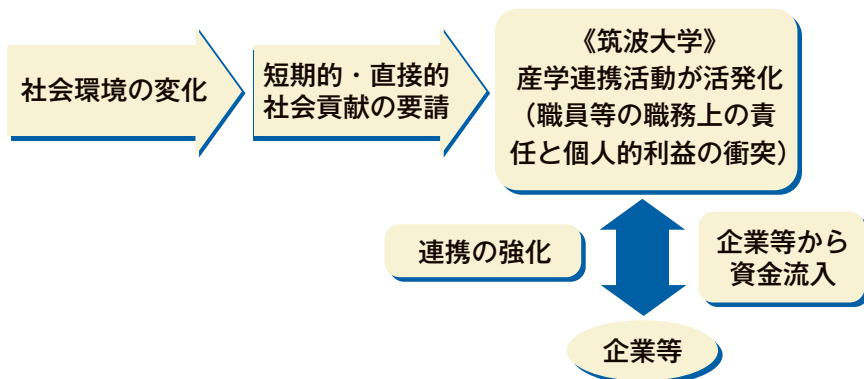 社会環境の変化
短期的・直接的
社会貢献の要請
《筑波大学》
産学連携活動が活発化
（職員等の職務上の責
任と個人的利益の衝突）
連携の強化
企業等から
資金流入
企業等